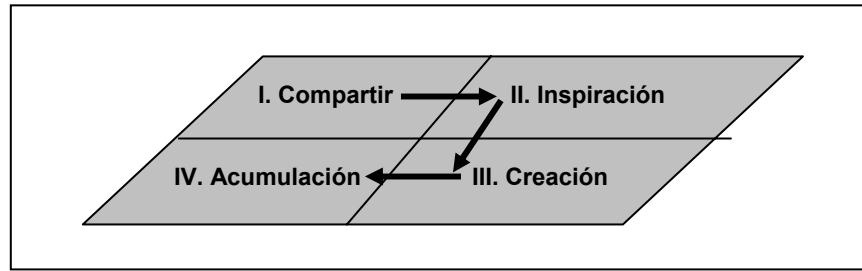 I. Compartir
II. Inspiración
IV. Acumulación
III. Creación